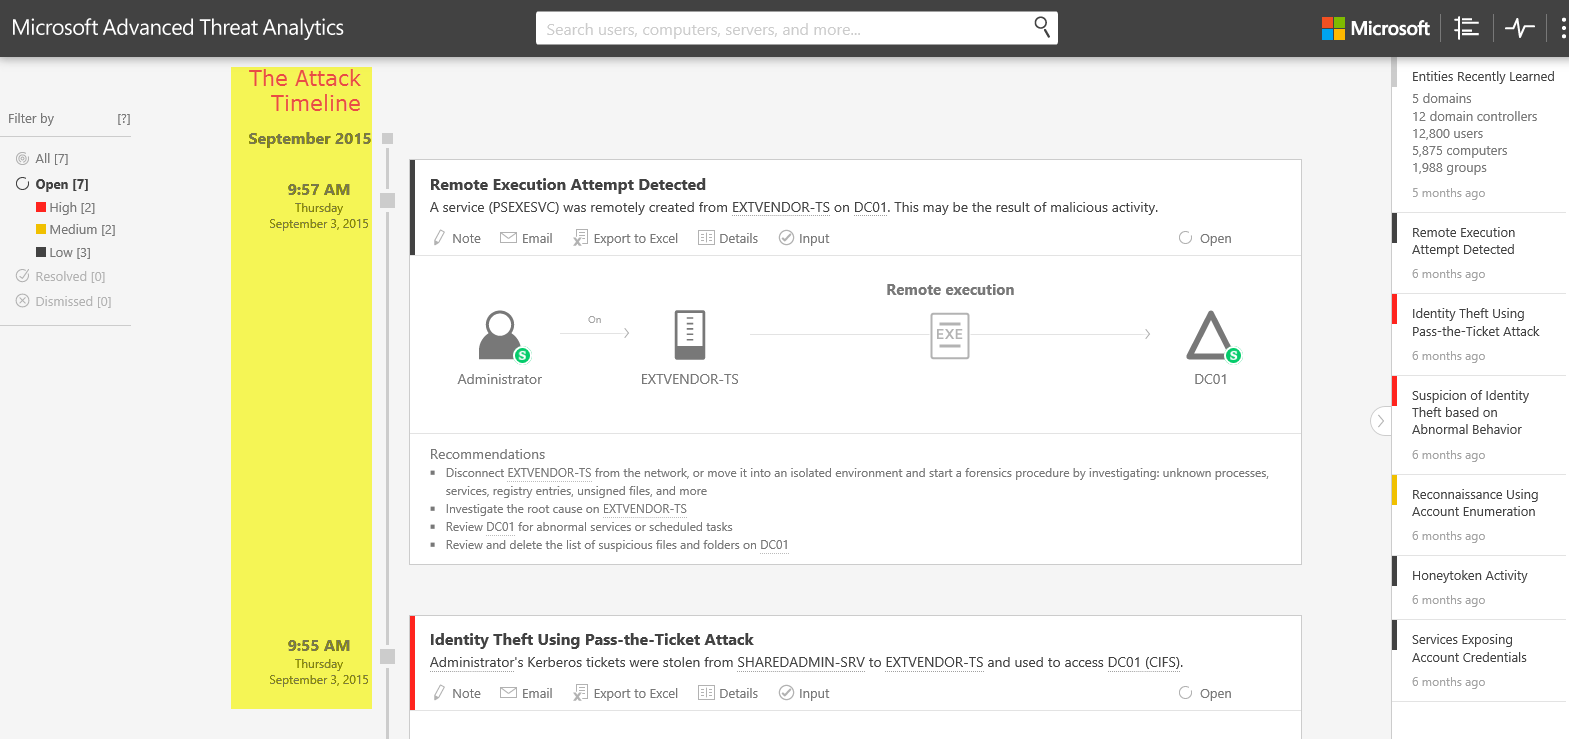 Microsoft Advanced Threat Analytics
Search users, computers, servers, and more...
Microsoft
Filter by [?]
All [7]
Open [7]
High [2]
Medium [2]
Low [3]
Resolved [0]
Dismissed [0]
The Attack
Timeline
September 2015
9:57 AM
Thursday
September 3, 2015
Remote Execution Attempt Detected
A service (PSEXESVC) was remotely created from EXTVENDOR-TS on DC01. This may be the result of malicious activity.
Note Email Export to Excel Details Input Open
Remote execution
On
EXE
S
S
Administrator EXTVENDOR-TS DC01
Recommendations
Disconnect EXTVENDOR-TS from the network, or move it into an isolated environment and start a forensics procedure by investigating: unknown processes,
services, registry entries, unsigned files, and more
Investigate the root cause on EXTVENDOR-TS
Review DC01 for abnormal services or scheduled tasks
Review and delete the list of suspicious files and folders on DC01
9:55 AM
Thursday
September 3, 2015
Identity Theft Using Pass-the-Ticket Attack
Administrator's Kerberos tickets were stolen from SHAREDADMIN-SRV to EXTVENDOR-TS and used to access DC01 (CIFS).
Note Email Export to Excel Details Input Open
Entities Recently Learned
5 domains
12 domain controllers
12,800 users
5,875 computers
1,988 groups
5 months ago
Remote Execution
Attempt Detected
6 months ago
Identity Theft Using
Pass-the-Ticket Attack
6 months ago
Suspicion of Identity
Theft based on
Abnormal Behavior
6 months ago
Reconnaissance Using
Account Enumeration
6 months ago
Honeytoken Activity
6 months ago
Services Exposing
Account Credentials
6 months ago